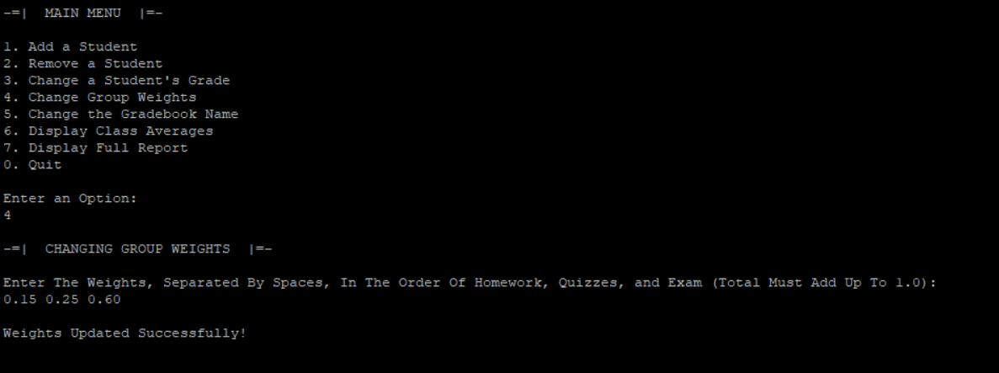 -=|  MAIN MENU  |=-
1. Add a Student
2. Remove a Student
3. Change a Student's Grade
4. Change Group Weights
5. Change the Gradebook Name
6. Display Class Averages
7. Display Full Report
0. Quit
Enter an Option:
4
-=|  CHANGING GROUP WEIGHTS  |=-
Enter The Weights, Separated By Spaces, In The Order Of Homework, Quizzes, and Exam (Total Must Add Up To 1.0):
0.15 0.25 0.60
Weights Updated Successfully!